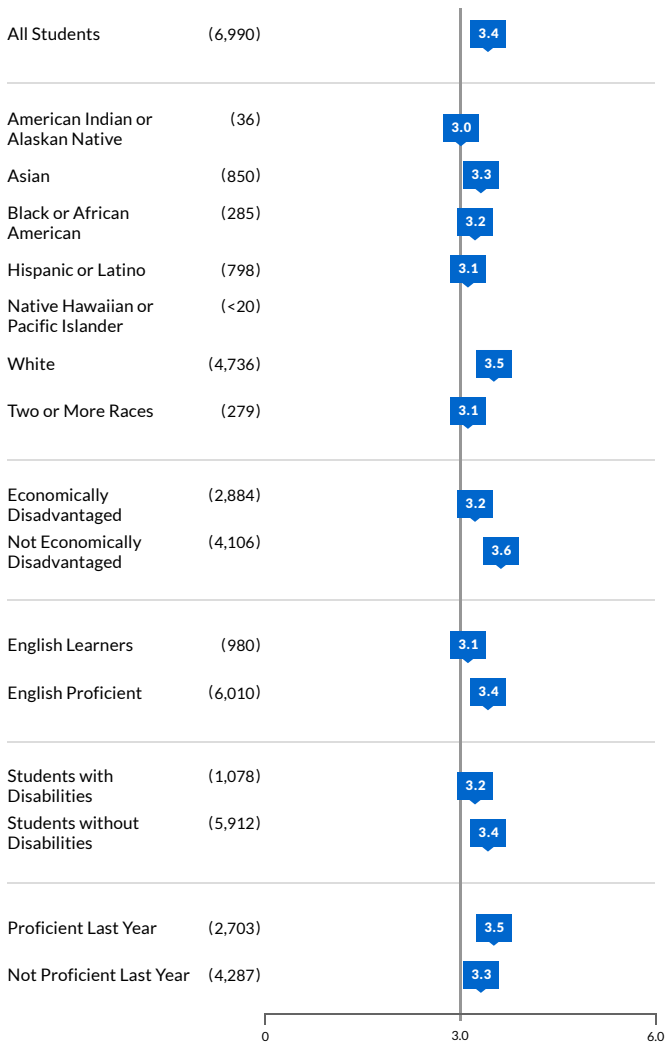 All Students (6,990) 3.4
American Indian or
Alaskan Native (36) 3.0
Asian (850) 3.3
Black or African
American (285) 3.2
Hispanic or Latino (798) 3.1
Native Hawaiian or
Pacific Islander (<20)
White (4,736) 3.5
Two or More Races (279) 3.1
Economically
Disadvantaged (2,884) 3.2
Not Economically
Disadvantaged (4,106) 3.6
English Learners (980) 3.1
English Proficient (6,010) 3.4
Students with
Disabilities (1,078) 3.2
Students without
Disabilities (5,912) 3.4
Proficient Last Year (2,703) 3.5
Not Proficient Last Year (4,287) 3.3
0 3.0 6.0